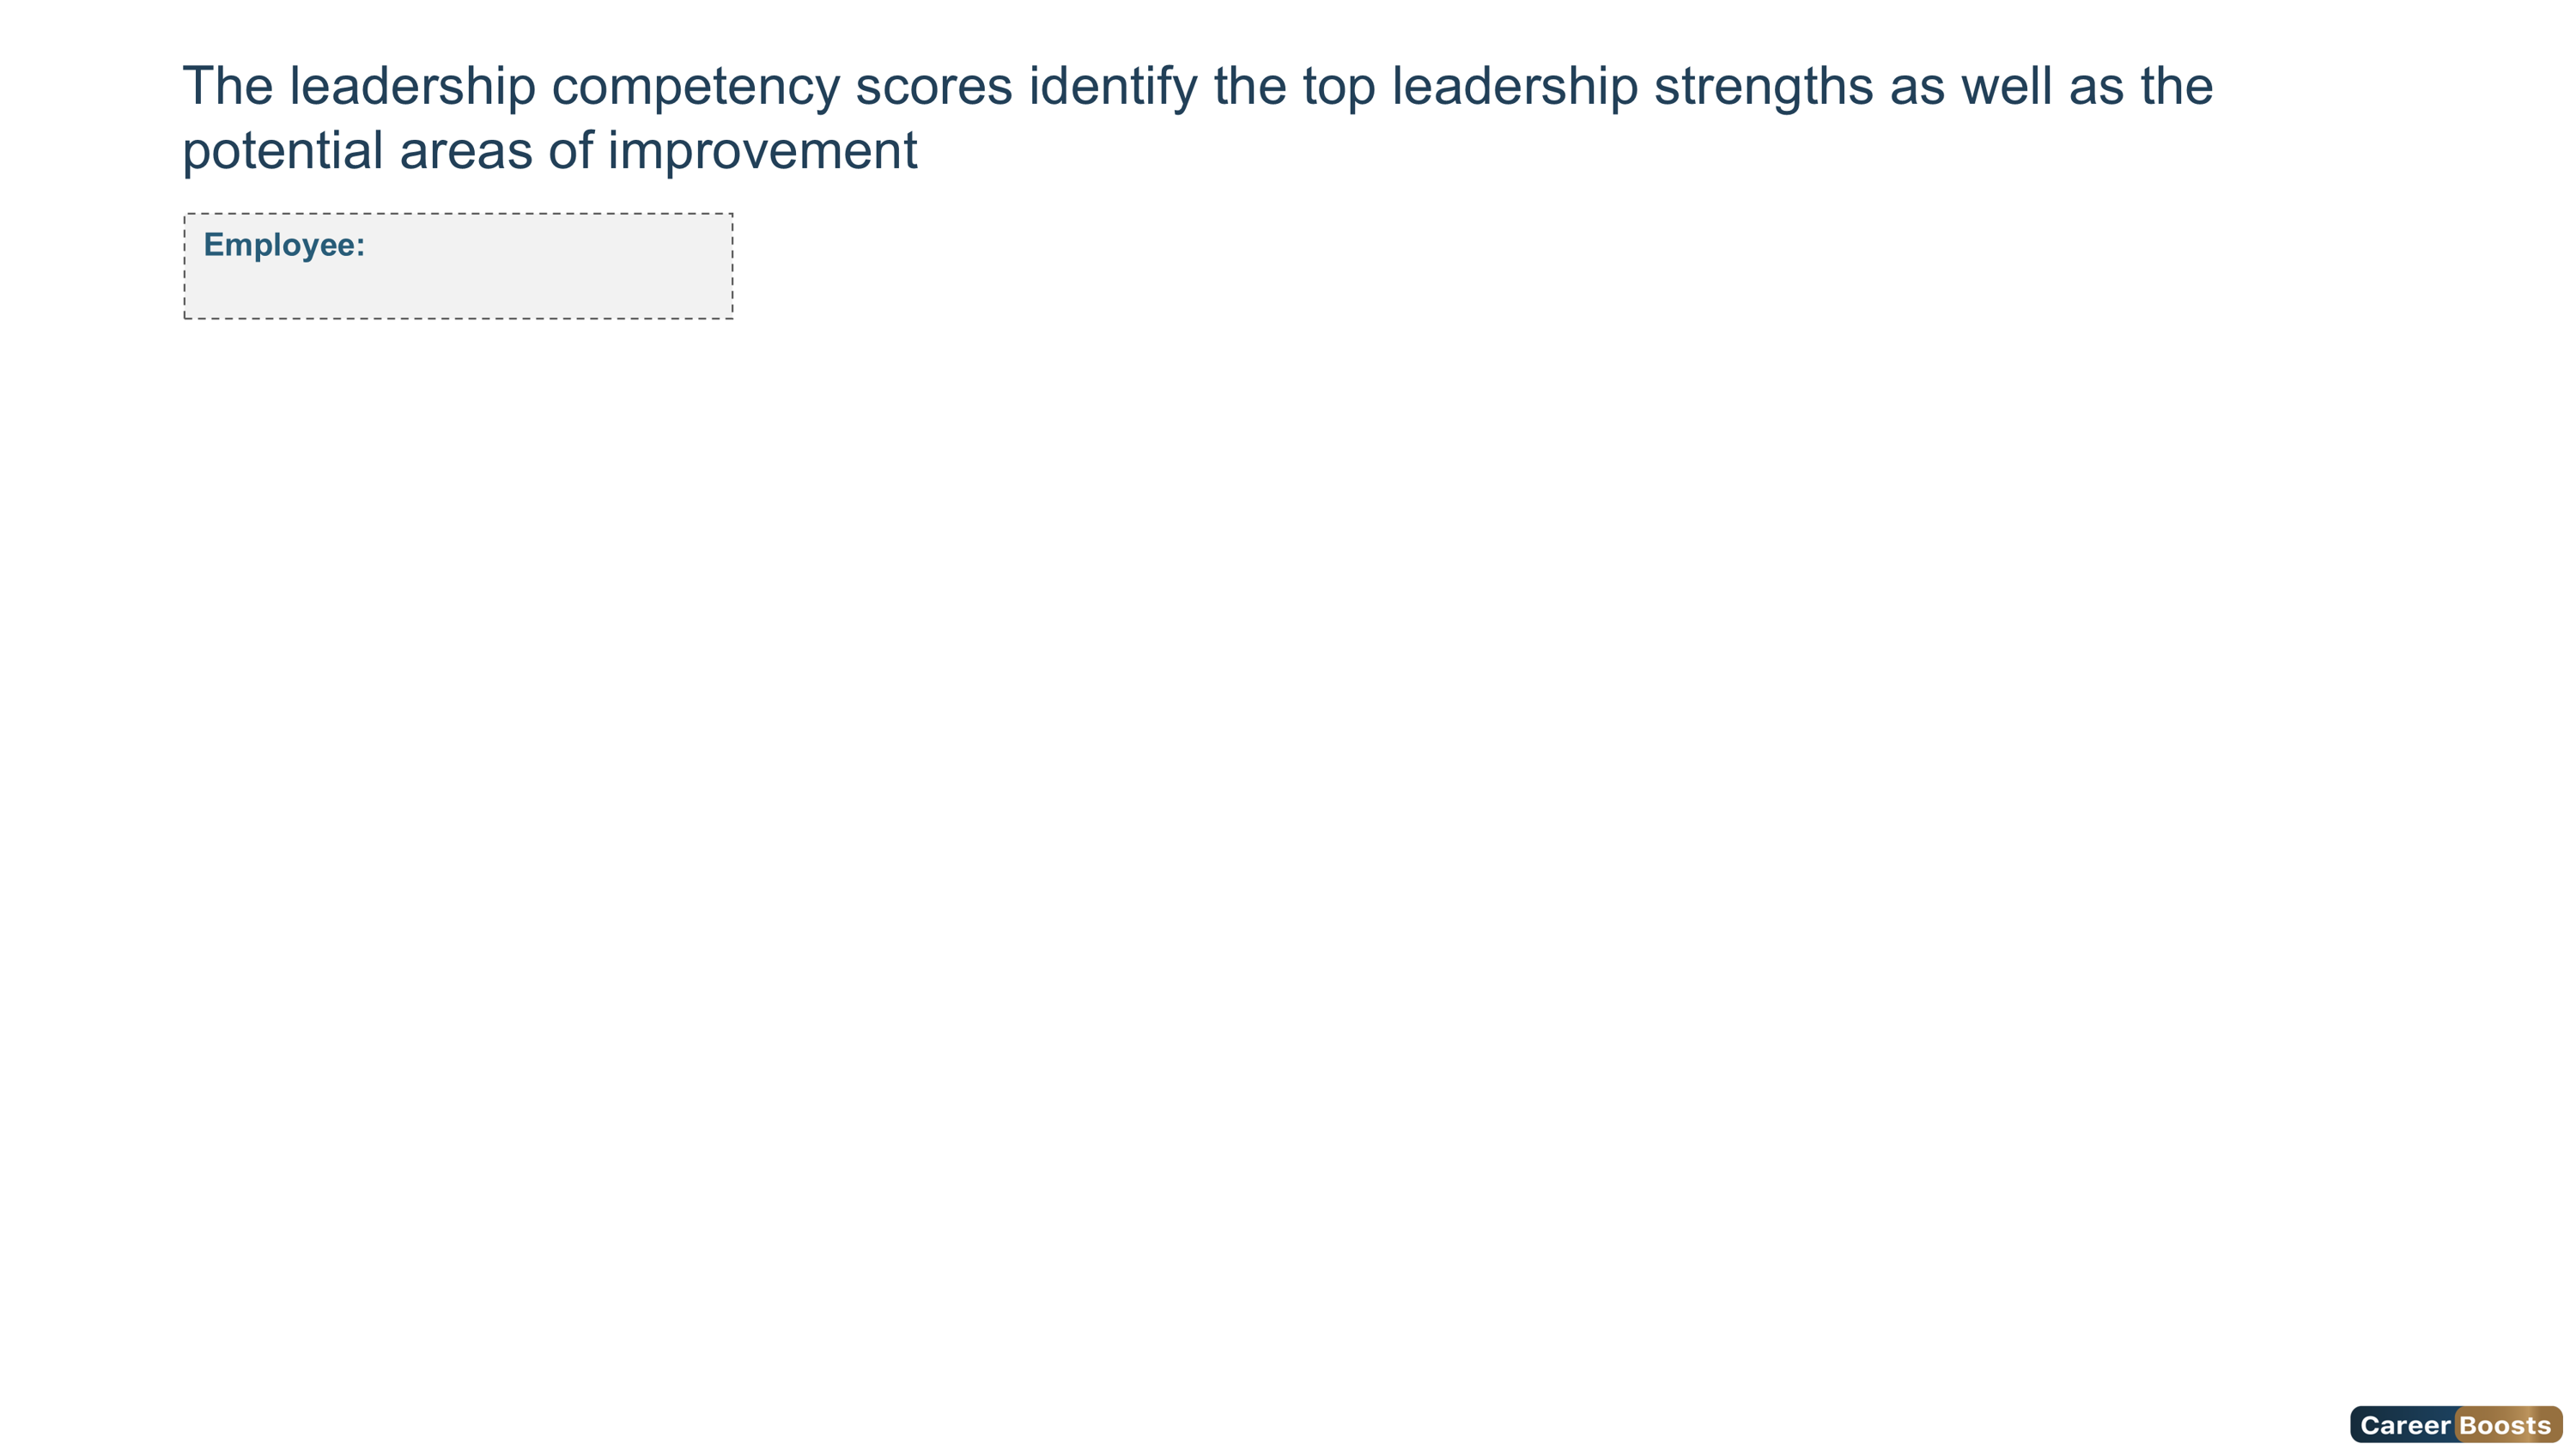 The leadership competency scores identify the top leadership strengths as well as the
potential areas of improvement
Employee:
Career Boosts